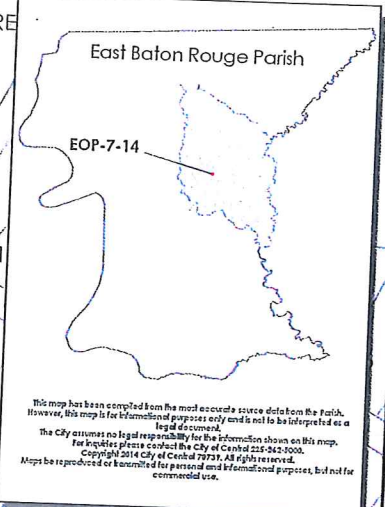 RE
East Baton Rouge Parish
EOP-7-14
This map has been compiled from the most accurate source data from the Parish.
However, this map is for informational purposes only and is not to be interpreted as a
legal document.
The City assumes no legal responsibility for the information shown on this map.
For inquiries please contact the City of Central 225-262-5000.
Copyright 2014 City of Central 70739. All rights reserved.
Maps be reproduced or transmitted for personal and informational purposes, but not for
commercial use.